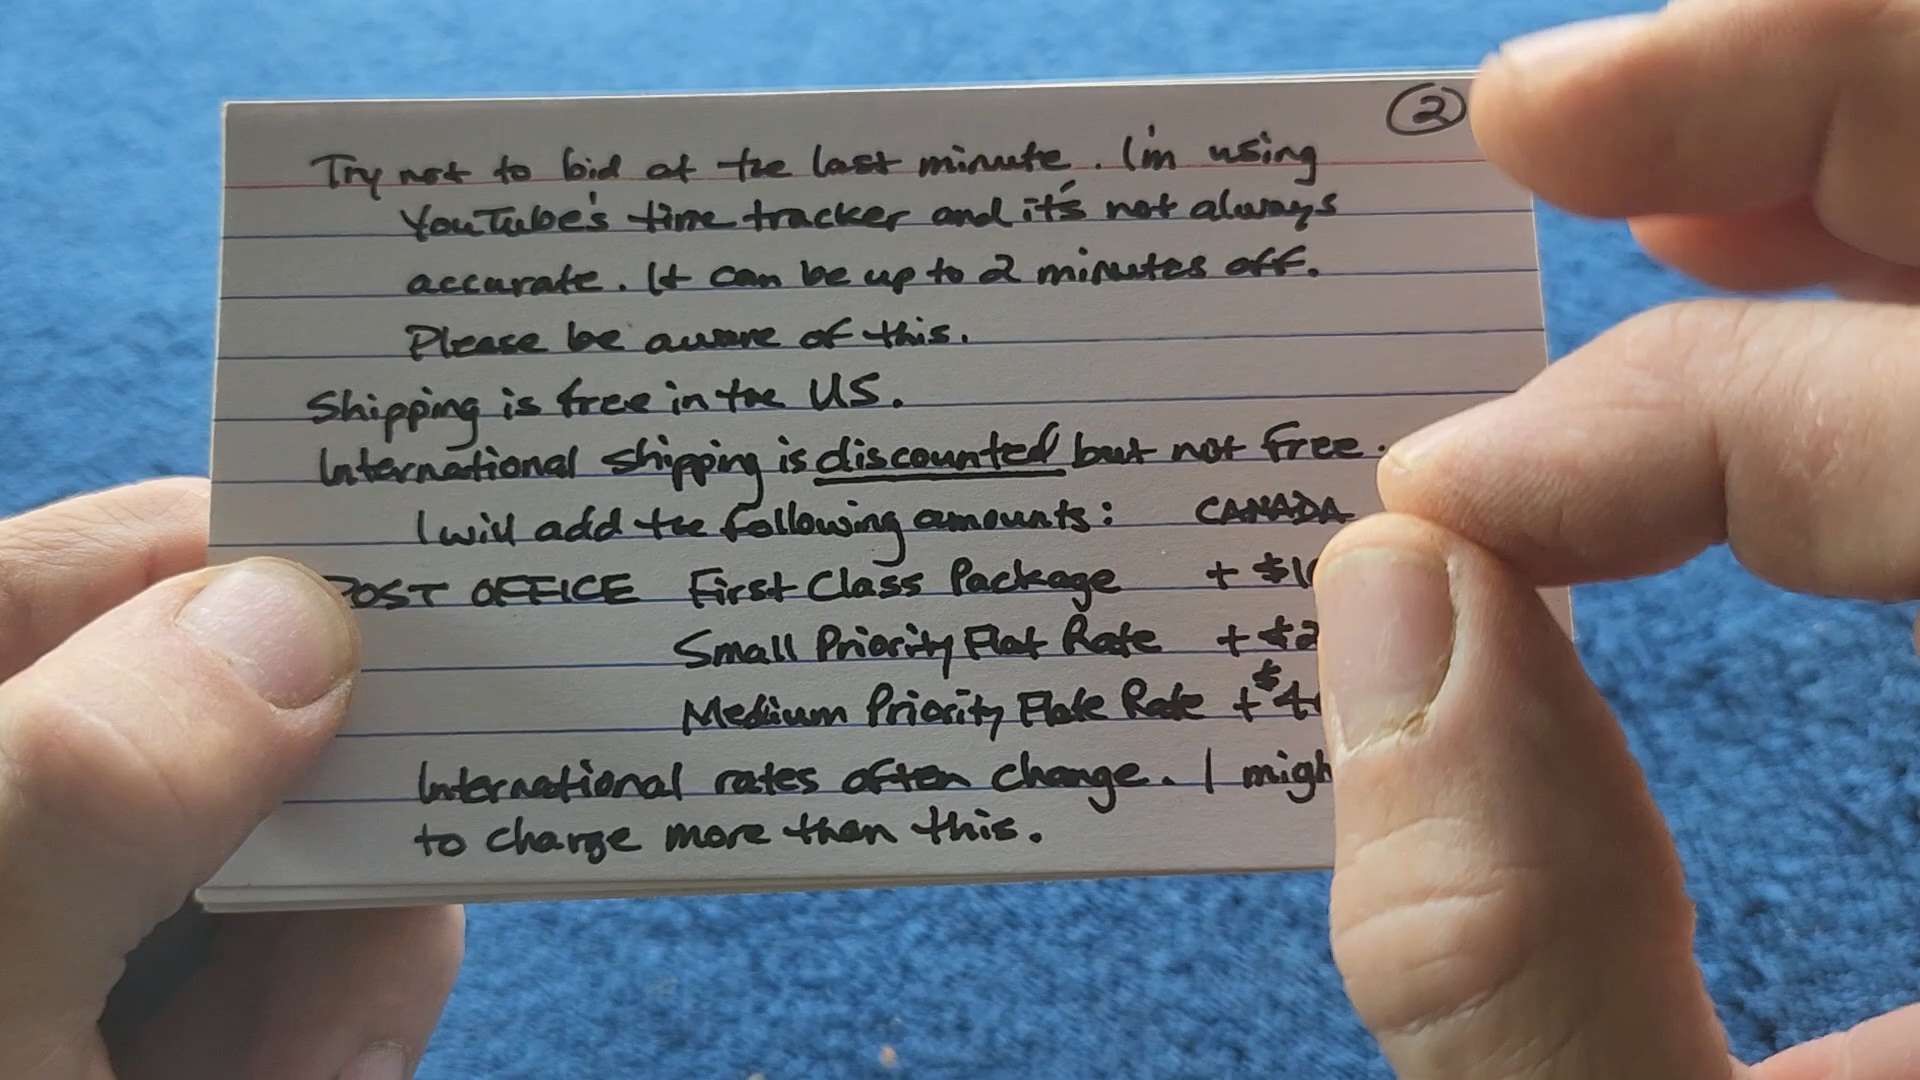 2
Try not to bid at the last minute. I'm using
YouTube's time tracker and it's not always
accurate. It can be up to 2 minutes off.
Please be aware of this.
Shipping is free in the US.
International shipping is discounted but not free.
I will add the following amounts: CANADA
POST OFFICE First Class Package +
Small Priority Flat Rate +
Medium Priority Flate Rate +
International rates often change. I
to charge more than this.